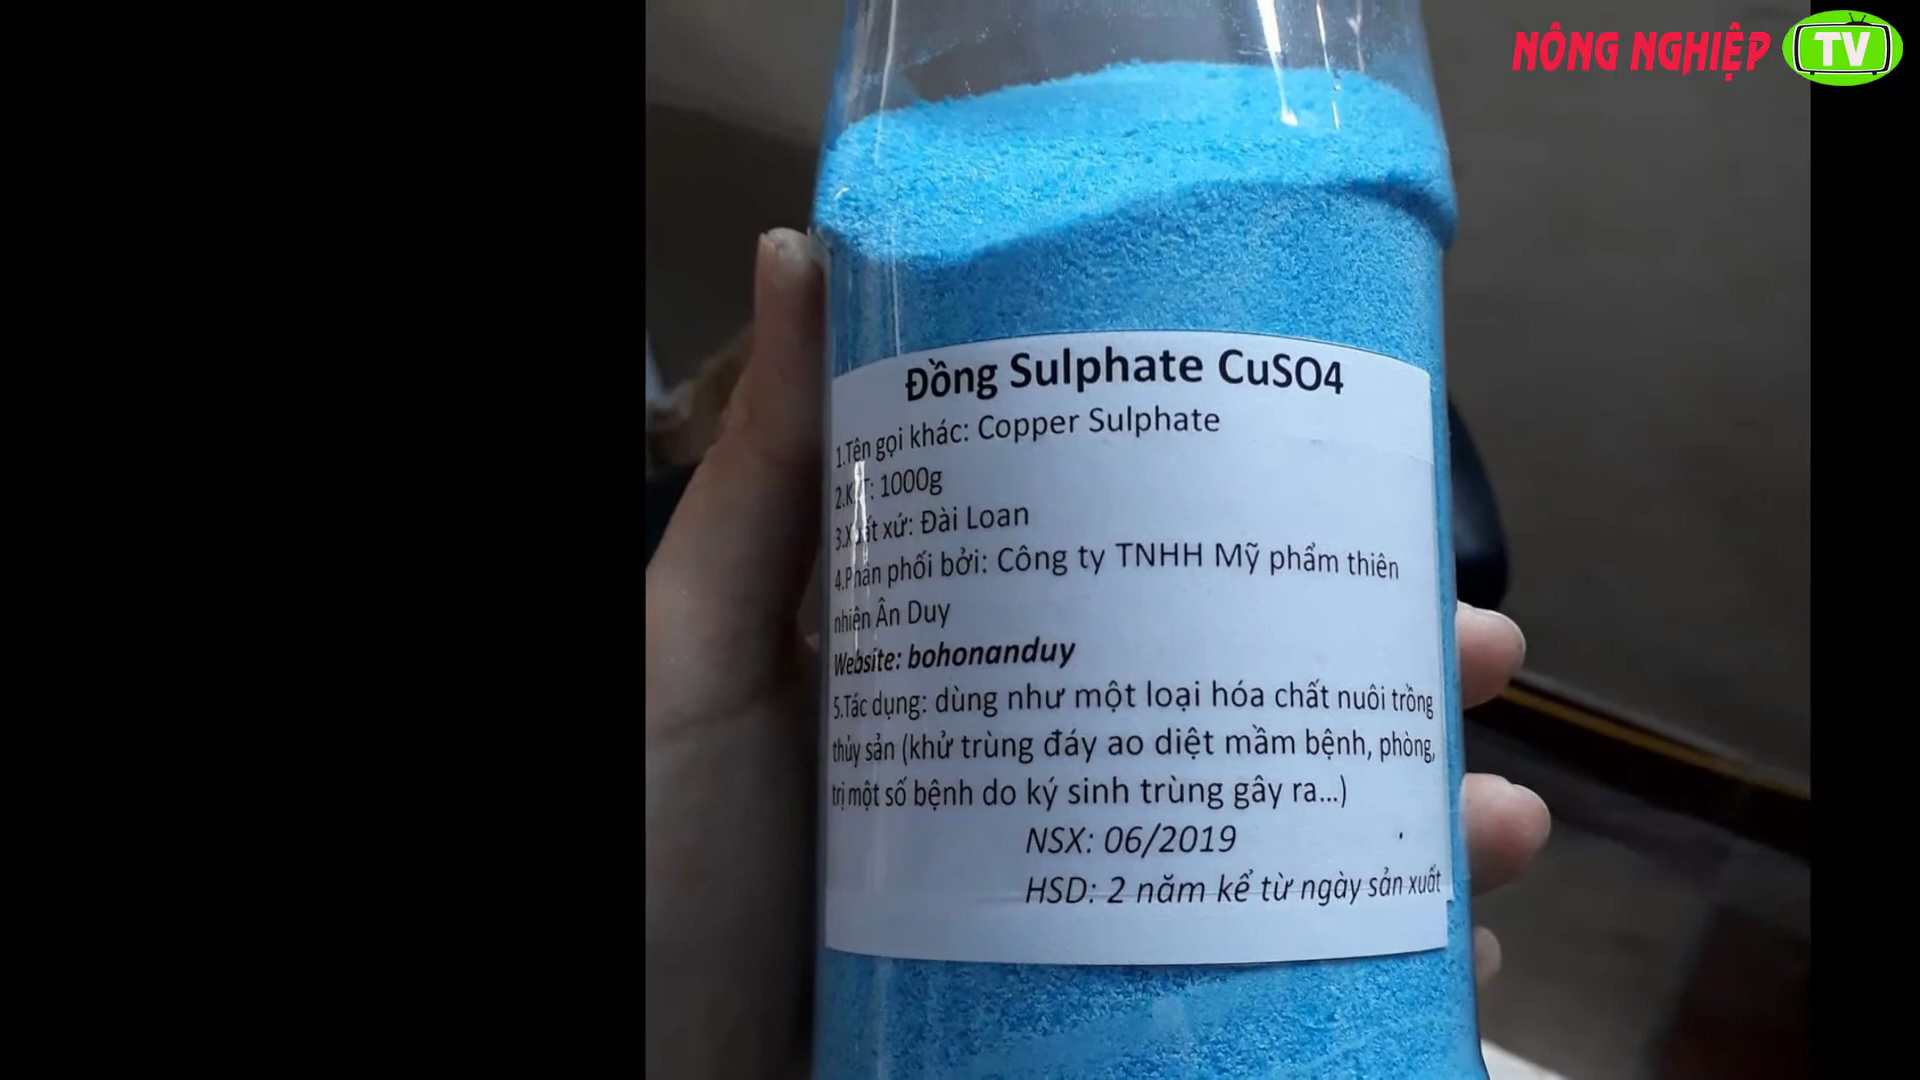 NÔNG NGHIỆP TV
Đồng Sulphate CuSO4
1.Tên gọi khác: Copper Sulphate
1000g
3.Xuất xứ: Đài Loan
4.Phân phối bởi: Công ty TNHH Mỹ phẩm thiên
nhiên Ân Duy
Website: bohonanduy
5.Tác dụng: dùng như một loại hóa chất nuôi trồng
thủy sản (khử trùng đáy ao diệt mầm bệnh, phòng,
trị một số bệnh do ký sinh trùng gây ra...)
NSX: 06/2019
HSD: 2 năm kể từ ngày sản xuất